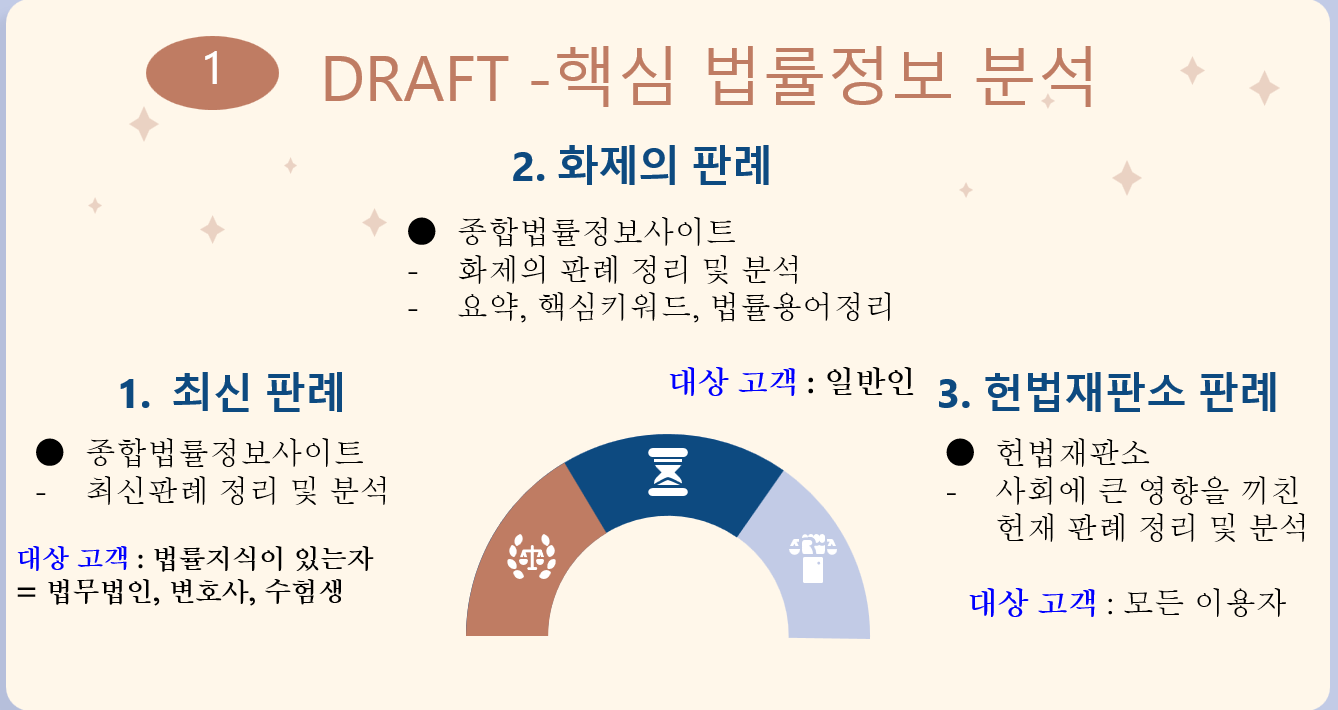 1
DRAFT -핵심 법률정보 분석
2. 화제의 판례
● 종합법률정보사이트
- 화제의 판례 정리 및 분석
- 요약, 핵심키워드, 법률용어정리
대상 고객 : 일반인
1. 최신 판례
● 종합법률정보사이트
- 최신판례 정리 및 분석
대상 고객 : 법률지식이 있는자
= 법무법인, 변호사, 수험생
3. 헌법재판소 판례
● 헌법재판소
- 사회에 큰 영향을 끼친
헌재 판례 정리 및 분석
대상 고객 : 모든 이용자